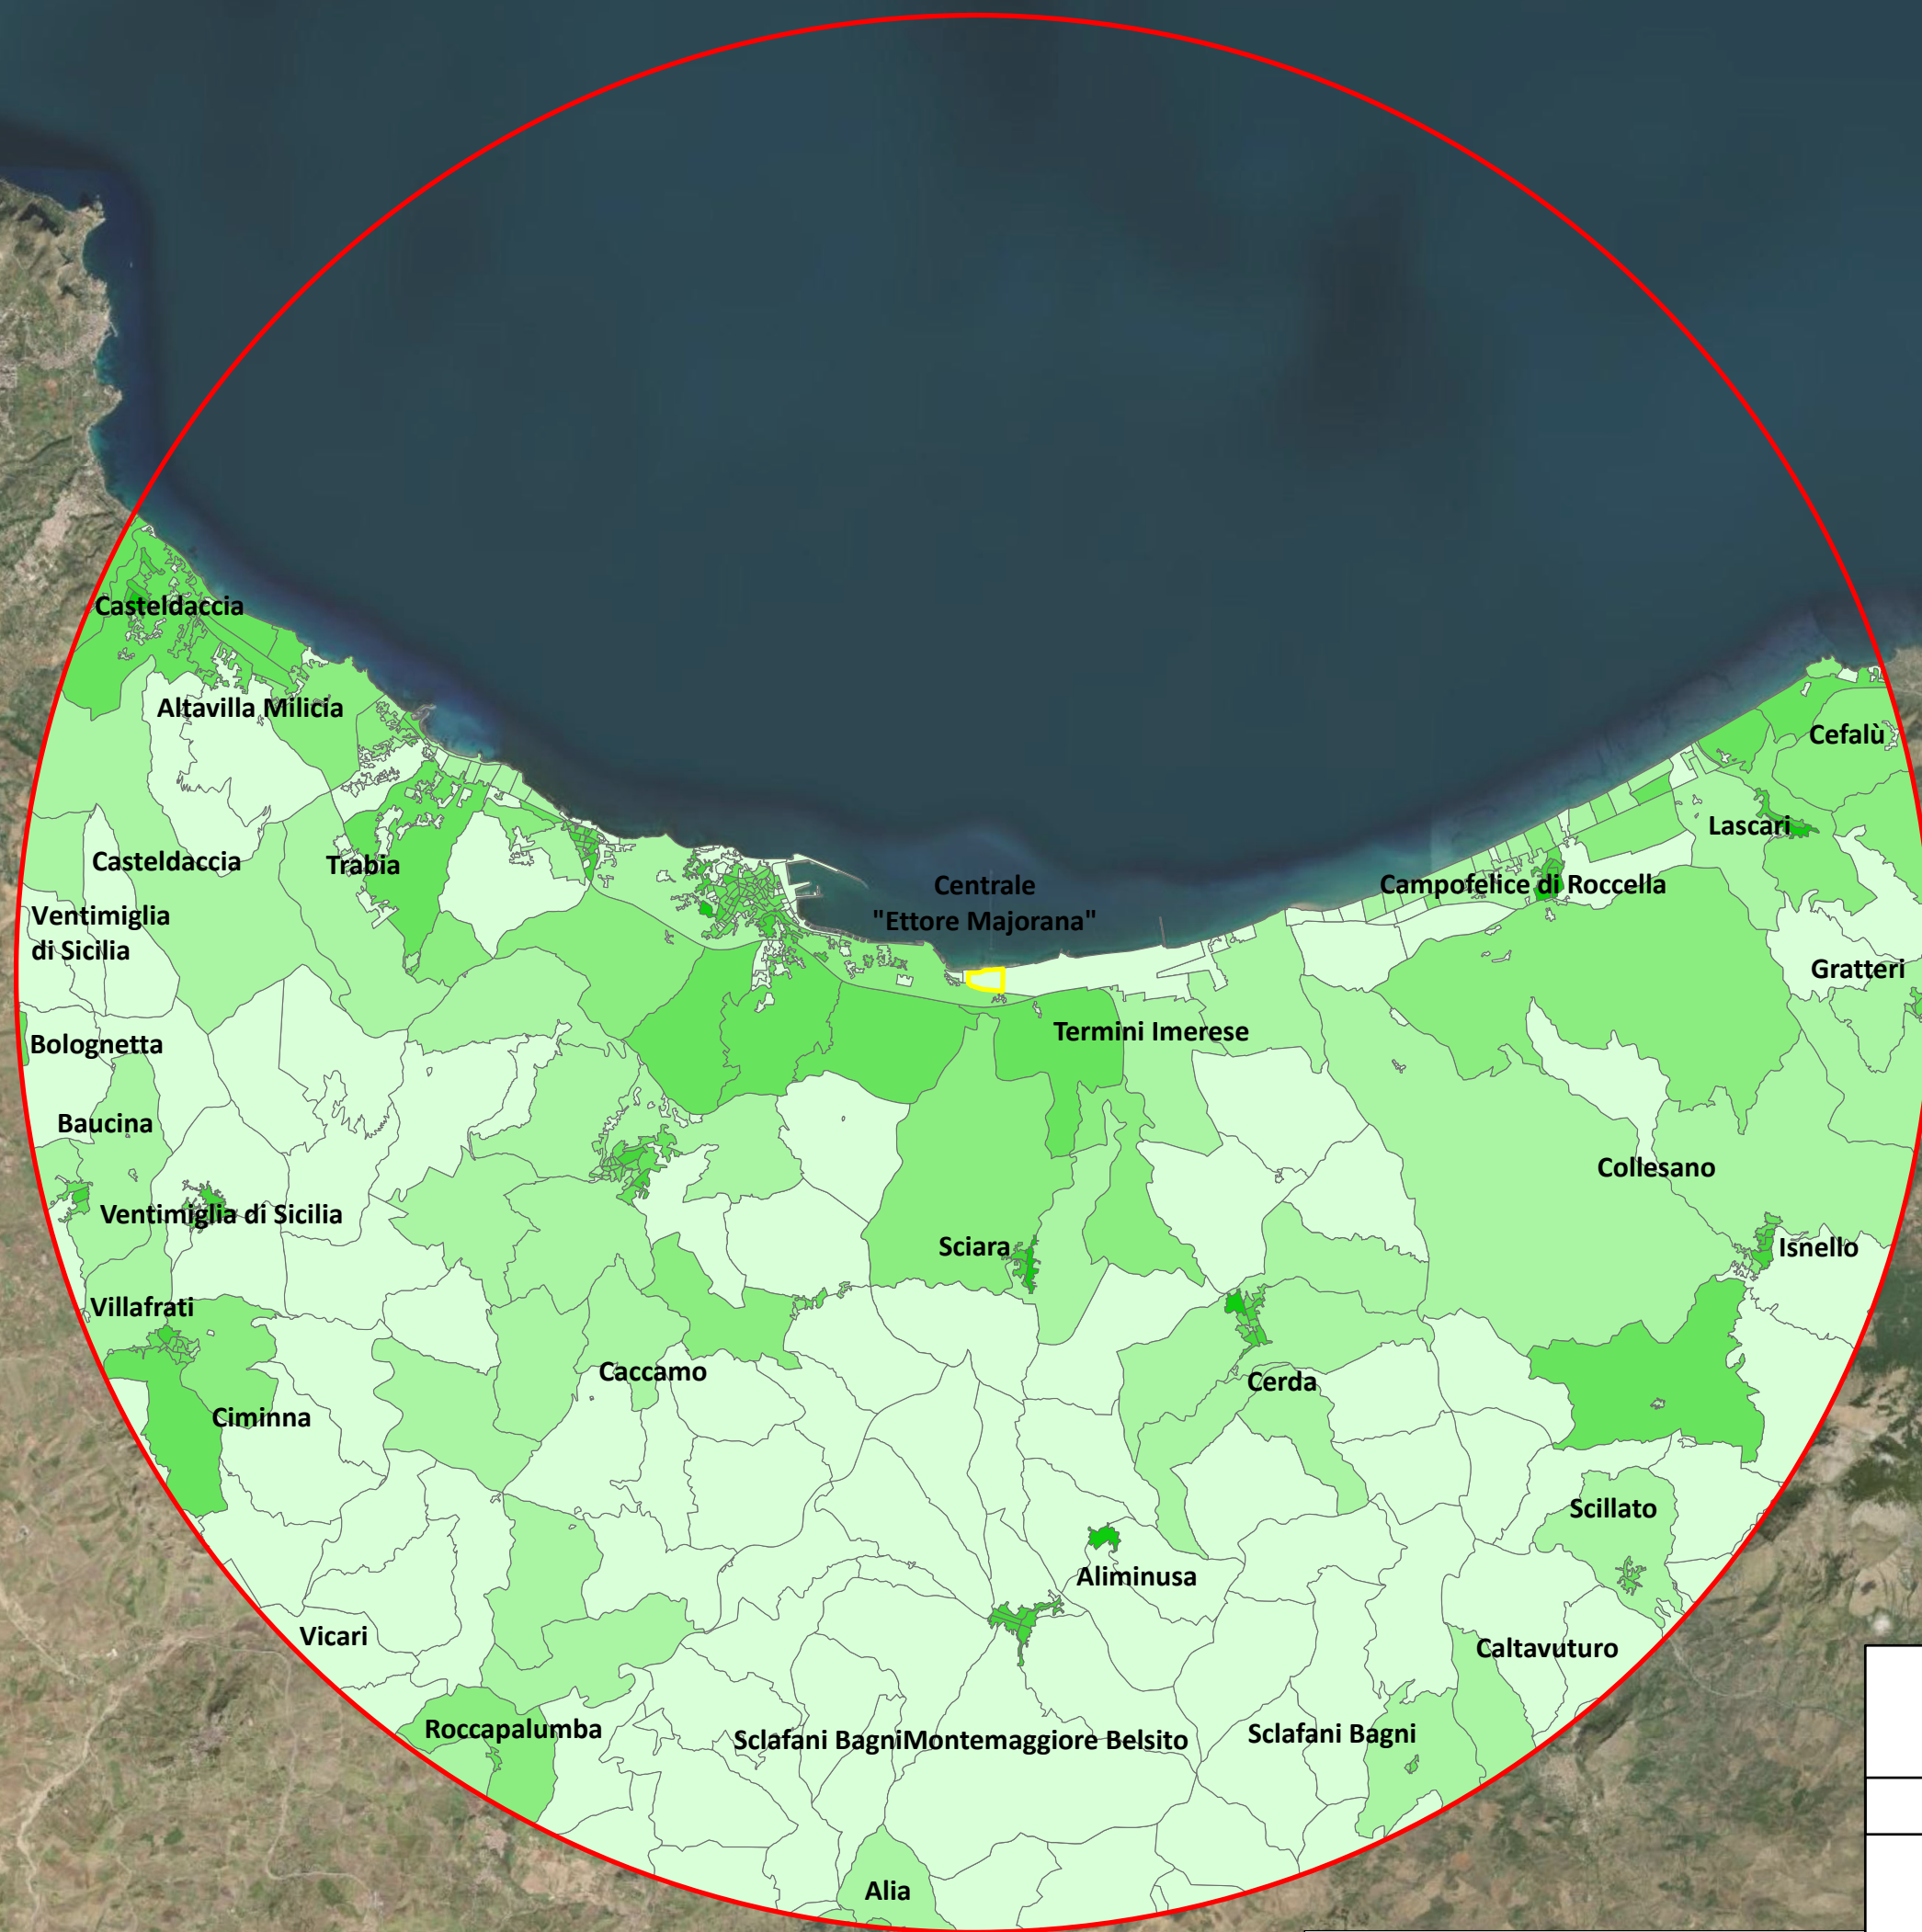 Casteldaccia
Altavilla Milicia
Cefalù
Lascari
Casteldaccia
Trabia
Centrale
"Ettore Majorana"
Campofelice di Roccella
Ventimiglia
di Sicilia
Gratteri
Bolognetta
Termini Imerese
Baucina
Collesano
Ventimiglia di Sicilia
Sciara
Isnello
Villafrati
Caccamo
Cerda
Ciminna
Scillato
Aliminusa
Vicari
Caltavuturo
Roccapalumba
Sclafani Bagni
Montemaggiore Belsito
Sclafani Bagni
Alia